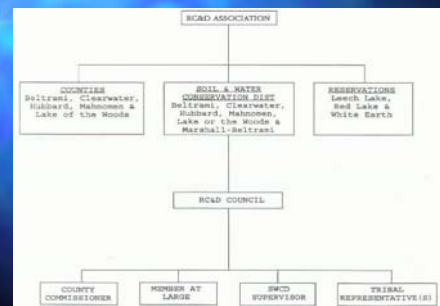 RC&D ASSOCIATION
COUNTIES
Beltrami, Clearwater,
Hubbard, Mahnomen &
Lake of the Woods
SOIL & WATER
CONSERVATION DIST
Beltrami, Clearwater,
Hubbard, Mahnomen,
Lake or the Woods &
Marshall-Beltrami
RESERVATIONS
Leech Lake,
Red Lake &
White Earth
RC&D COUNCIL
COUNTY
COMMISSIONER
MEMBER AT
LARGE
SWCD
SUPERVISOR
TRIBAL
REPRESENTATIVE(S)